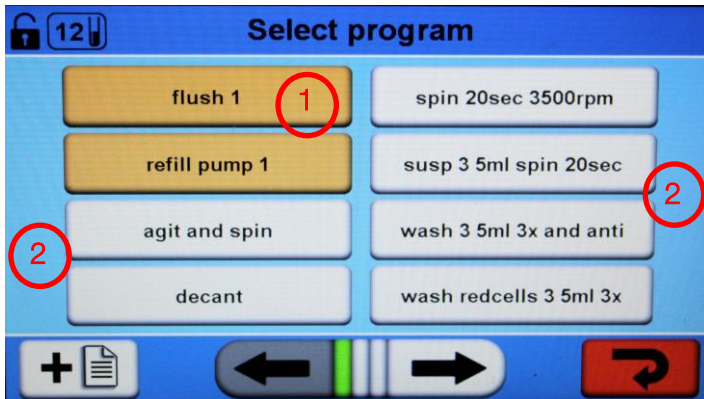 12
Select program
flush 1
1
refill pump 1
agit and spin
2
decant
spin 20sec 3500rpm
susp 3 5ml spin 20sec
2
wash 3 5ml 3x and anti
wash redcells 3 5ml 3x